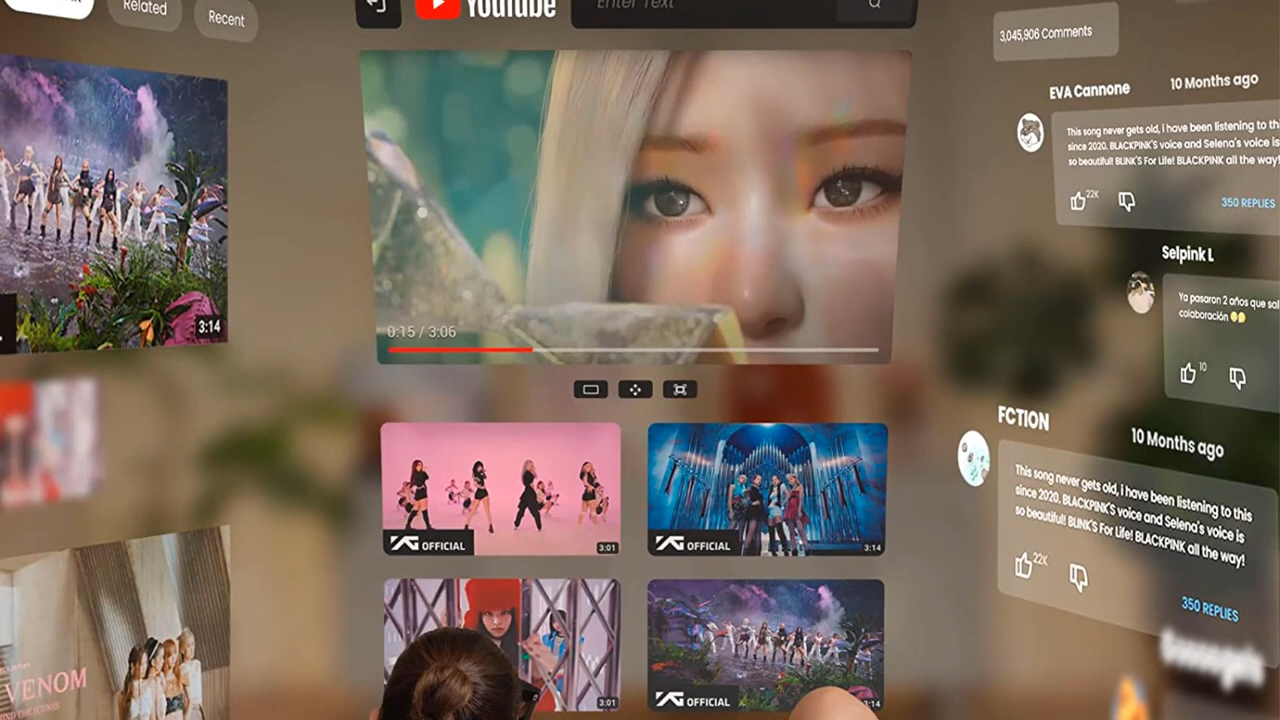 Related
Recent
YouTube
Enter Text
3:14
VENOM
0:15 / 3:06
OFFICIAL
3:01
OFFICIAL
3:14
3:01
OFFICIAL
3:14
3,045,906 Comments
EVA Cannone
10 Months ago
This song never gets old, i have been listening to th
since 2020. BLACKPINK'S voice and Selena's voice is
so beautiful! BLINK'S For Life! BLACKPINK all the way!
22K
350 REPLIES
Selpink L
Ya pasaron 2 años que sal
colaboración
10
FCTION
10 Months ago
This song never gets old, i have been listening to this
since 2020. BLACKPINK'S voice and Selena's voice is
so beautiful! BLINK'S For Life! BLACKPINK all the way!
22K
350 REPLIES